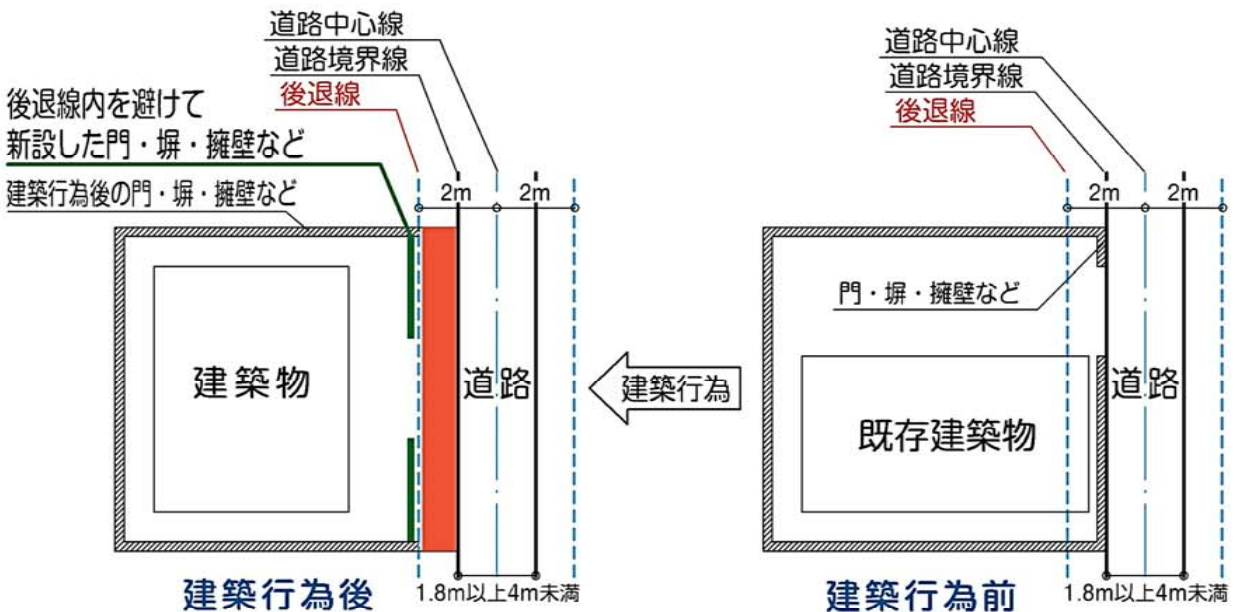 道路中心線
道路境界線
後退線
後退線内を避けて
新設した門・塀・擁壁など
建築行為後の門・塀・擁壁など
2m
2m
建築物
道路
1.8m以上4m未満
建築行為後
建築行為
道路中心線
道路境界線
後退線
2m
2m
門・塀・擁壁など
道路
既存建築物
1.8m以上4m未満
建築行為前